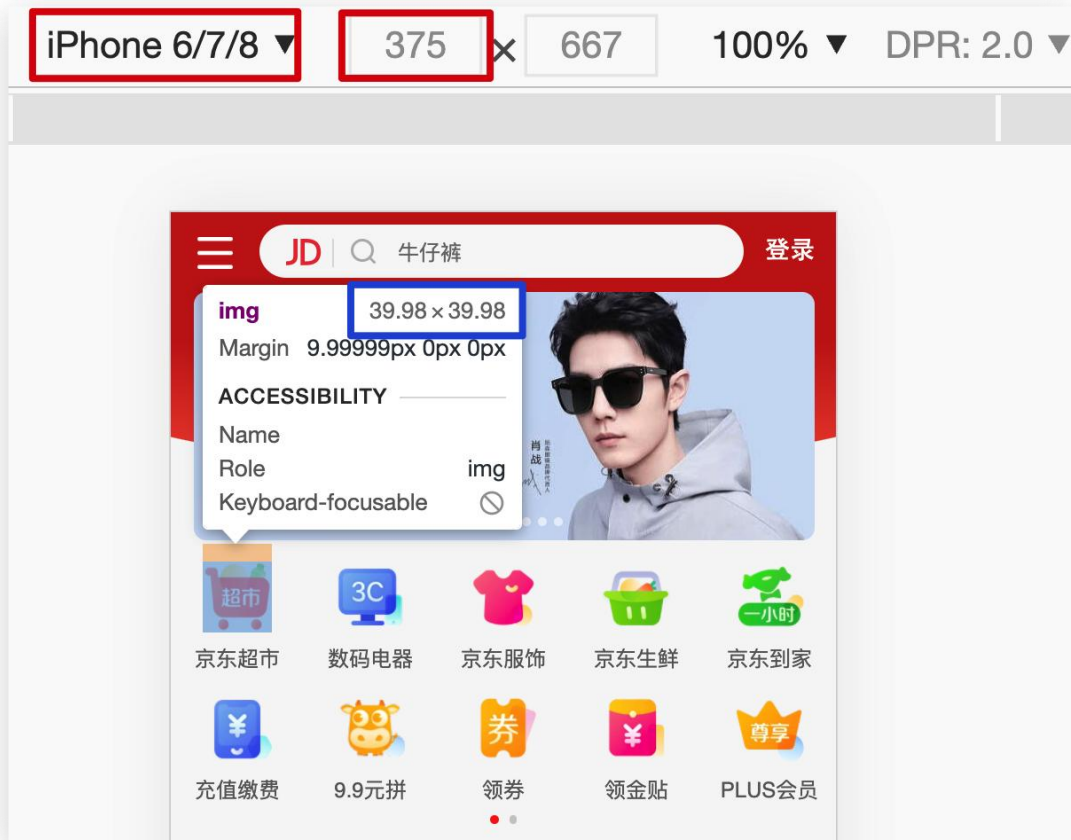 iPhone 6/7/8 ▼ 375 × 667 100% ▼ DPR: 2.0 ▼
JD 牛仔裤 登录
img 39.98 × 39.98
Margin 9.99999px 0px 0px
ACCESSIBILITY
Name
Role img
Keyboard-focusable
肖战
超市 3C 一小时
京东超市 数码电器 京东服饰 京东生鲜 京东到家
¥ 券 ¥ 尊享
充值缴费 9.9元拼 领券 领金贴 PLUS会员